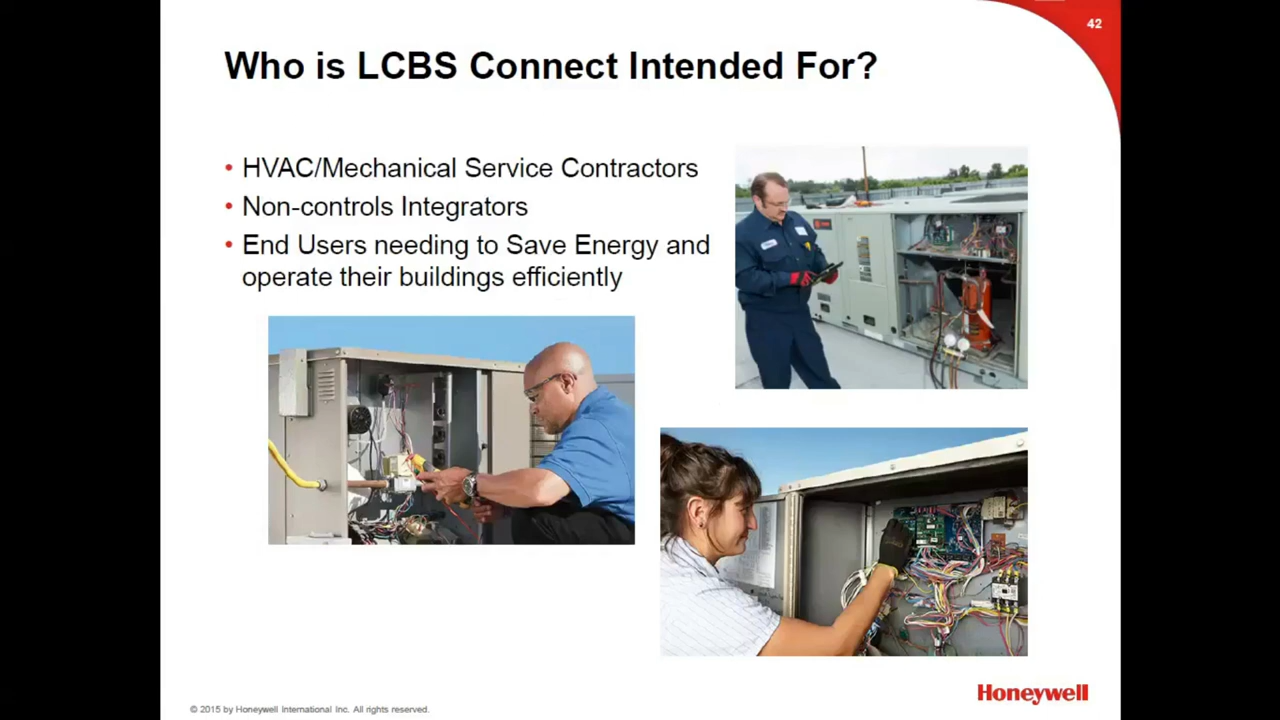 42
Who is LCBS Connect Intended For?
• HVAC/Mechanical Service Contractors
• Non-controls Integrators
• End Users needing to Save Energy and
operate their buildings efficiently
Honeywell
© 2015 by Honeywell International Inc. All rights reserved.